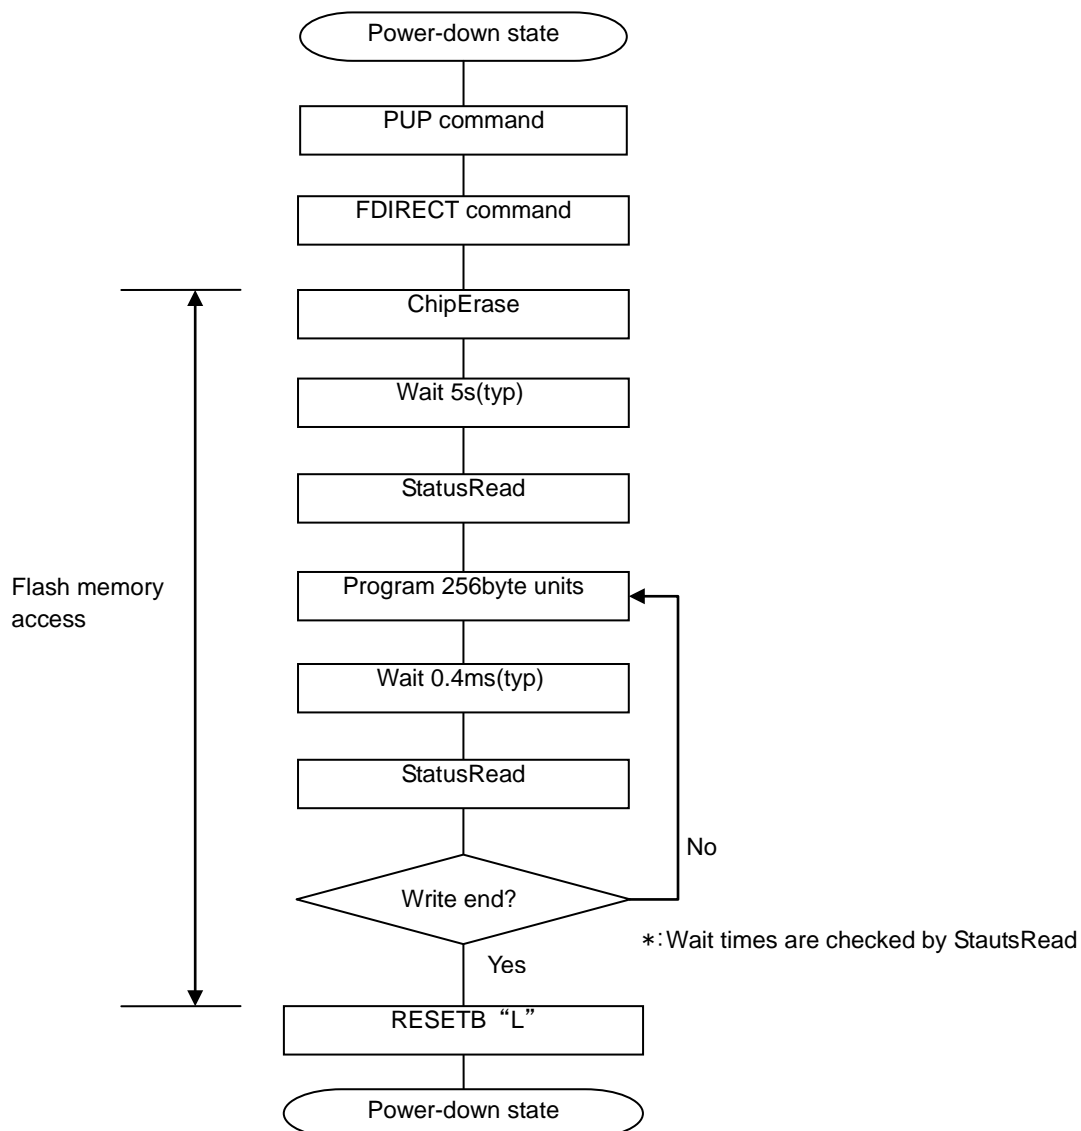 Power-down state
PUP command
FDIRECT command
ChipErase
Wait 5s(typ)
StatusRead
Flash memory
access
Program 256byte units
Wait 0.4ms(typ)
StatusRead
No
Write end?
*:Wait times are checked by StautsRead
Yes
RESETB “L”
Power-down state